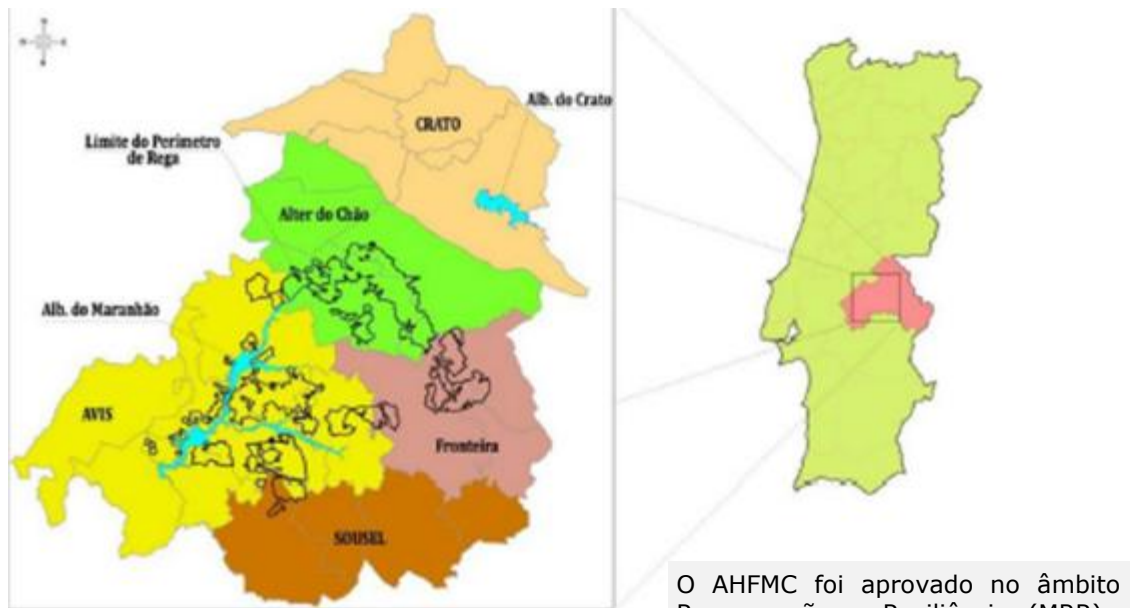 CRATO
Alb. do Crato
Limite do Perímetro
de Rega
Alter do Chão
Alb. do Maranhão
AVIS
Fronteira
SOUSEL
O AHFMC foi aprovado no âmbito